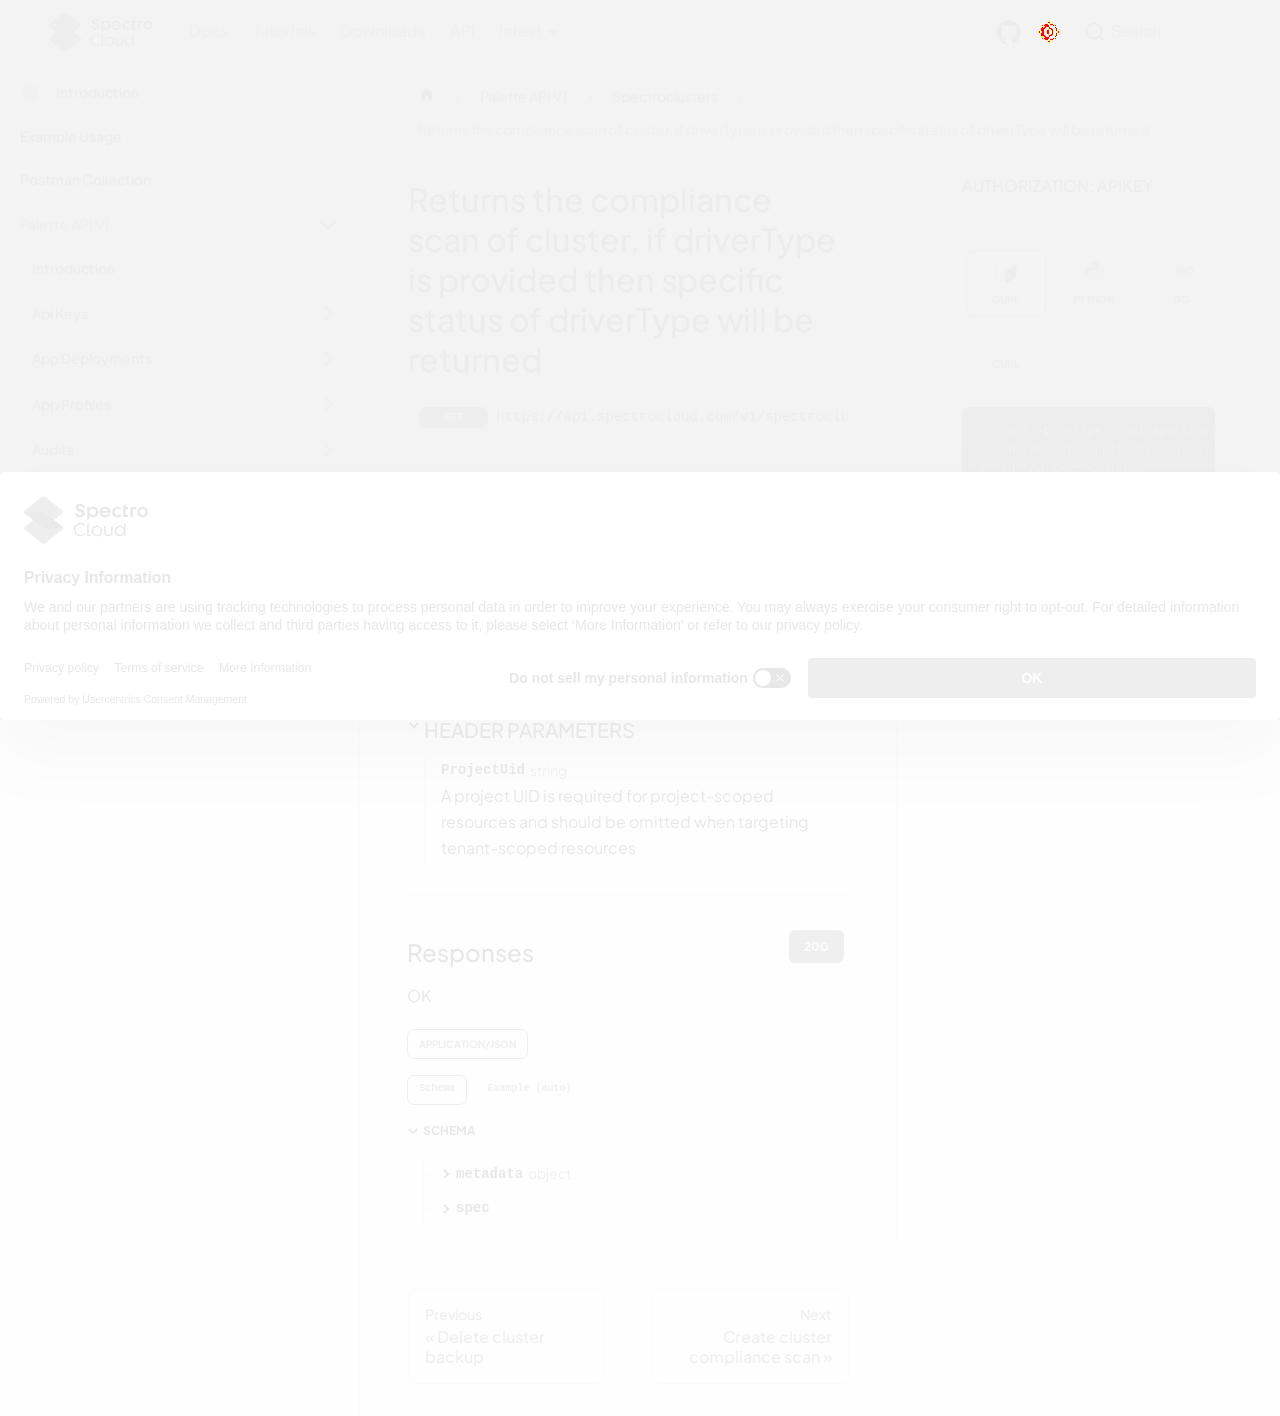 Spectro Cloud
Docs Tutorials Downloads API latest
Search
Introduction
Example Usage
Postman Collection
Palette API V1
Introduction
Api Keys
App Deployments
App Profiles
Audits
Palette API V1
Spectroclusters
Returns the compliance scan of cluster, if driverType is provided then specific status of driverType will be returned
Returns the compliance
scan of cluster, if driverType
is provided then specific
status of driverType will be
returned
GET https://api.spectrocloud.com/v1/spectroclu
AUTHORIZATION: APIKEY
CURL PYTHON GO
CURL
Spectro
Cloud
Privacy Information
We and our partners are using tracking technologies to process personal data in order to improve your experience. You may always exercise your consumer right to opt-out. For detailed information
about personal information we collect and third parties having access to it, please select 'More Information' or refer to our privacy policy.
Privacy policy Terms of service More Information
Do not sell my personal information
OK
Powered by Usercentrics Consent Management
HEADER PARAMETERS
ProjectUid string
A project UID is required for project-scoped
resources and should be omitted when targeting
tenant-scoped resources
Responses
200
OK
APPLICATION/JSON
Schema Example (auto)
SCHEMA
metadata object
spec
Previous
« Delete cluster
backup
Next
Create cluster
compliance scan »